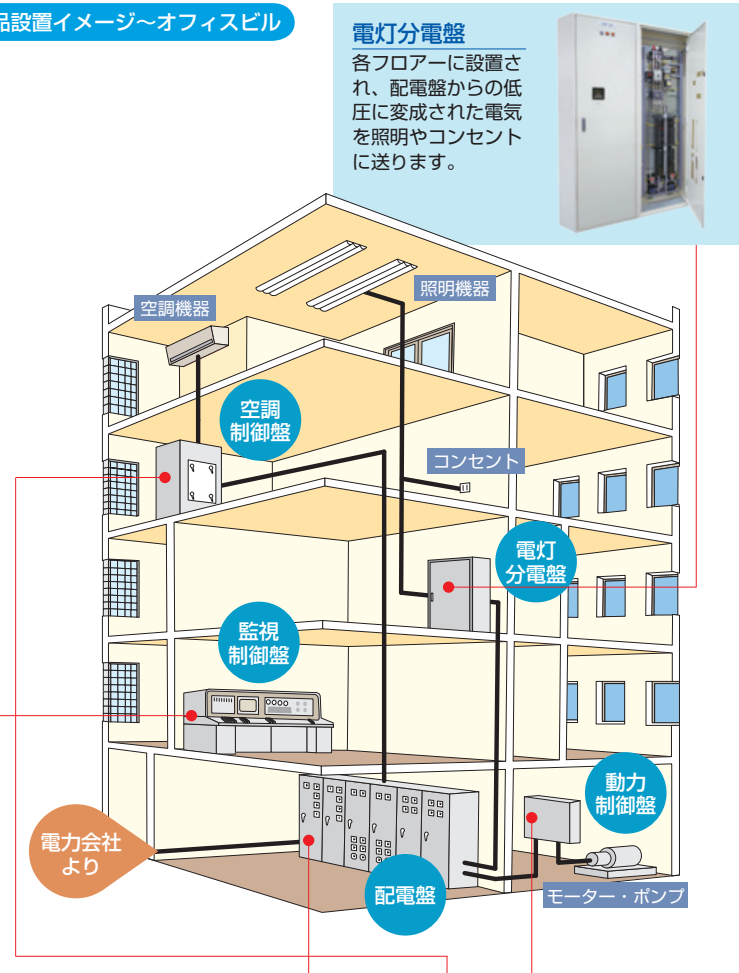 品設置イメージ～オフィスビル
電灯分電盤
各フロアーに設置さ
れ、配電盤からの低
圧に変成された電気
を照明やコンセント
に送ります。
照明機器
空調機器
空調
制御盤
コンセント
電灯
分電盤
監視
制御盤
動力
制御盤
電力会社
より
配電盤
モーター・ポンプ